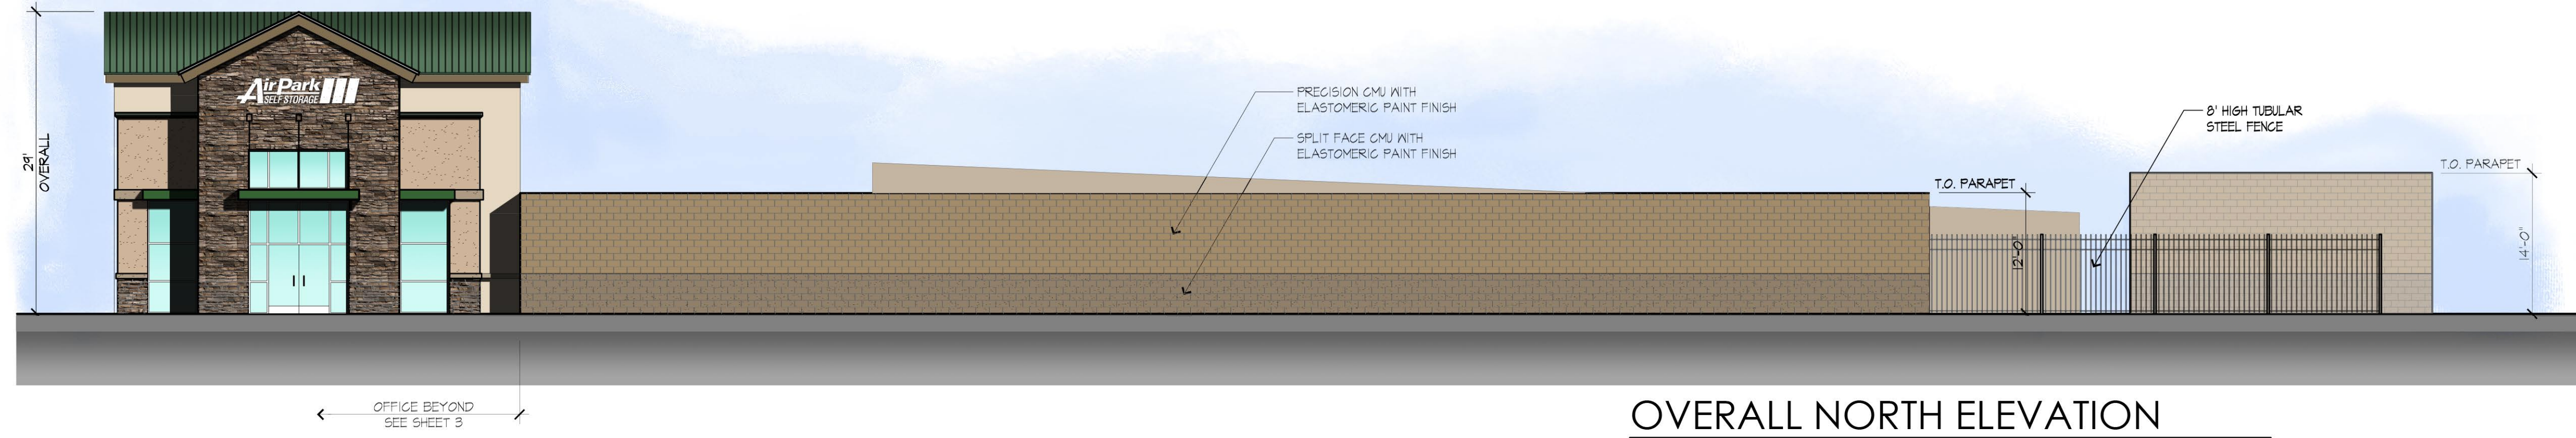 29'
OVERALL
AirPark
SELF STORAGE
PRECISION CMU WITH
ELASTOMERIC PAINT FINISH
SPLIT FACE CMU WITH
ELASTOMERIC PAINT FINISH
8' HIGH TUBULAR
STEEL FENCE
T.O. PARAPET
12'-0"
T.O. PARAPET
14'-0"
OFFICE BEYOND
SEE SHEET 3
OVERALL NORTH ELEVATION